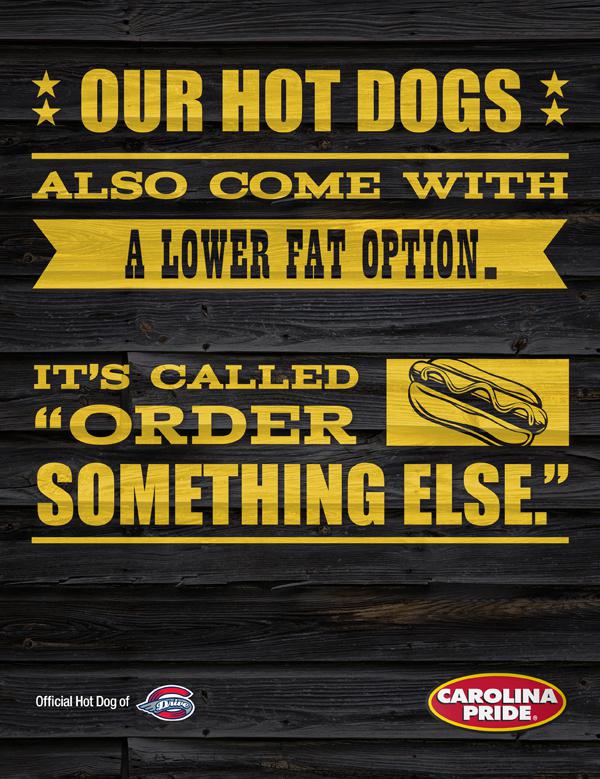 OUR HOT DOGS
ALSO COME WITH
A LOWER FAT OPTION.
IT'S CALLED
“ORDER
SOMETHING ELSE.”
Official Hot Dog of
Drive
CAROLINA
PRIDE®